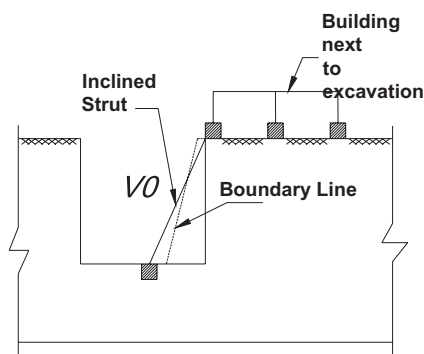 Building
next
to
excavation
Inclined
Strut
V0
Boundary Line